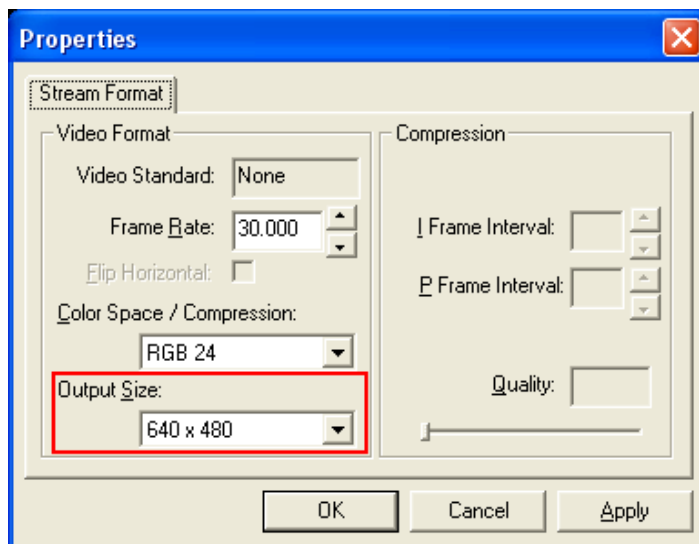 Properties
Stream Format
Video Format
Video Standard: None
Frame Rate: 30.000
Flip Horizontal:
Color Space / Compression:
RGB 24
Output Size:
640 x 480
Compression
I Frame Interval:
P Frame Interval:
Quality:
OK Cancel Apply